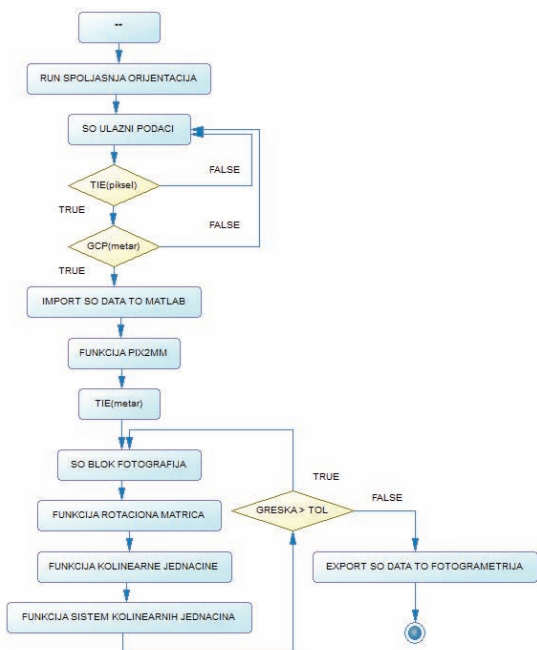 --
RUN SPOLJASNJA ORIJENTACIJA
SO ULAZNI PODACI
TIE(piksel)
FALSE
TRUE
GCP(metar)
FALSE
TRUE
IMPORT SO DATA TO MATLAB
FUNKCIJA PIX2MM
TIE(metar)
SO BLOK FOTOGRAFIJA
TRUE
FUNKCIJA ROTACIONA MATRICA
GRESKA > TOL
FALSE
FUNKCIJA KOLINEARNE JEDNACINE
EXPORT SO DATA TO FOTOGRAMETRIJA
FUNKCIJA SISTEM KOLINEARNIH JEDNACINA